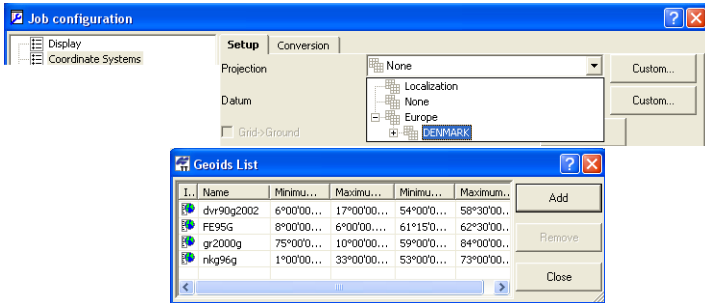 Job configuration
Display
Coordinate Systems
Setup Conversion
Projection None Custom...
Localization
None
Europe
DENMARK
Datum Custom...
Grid->Ground
Geoids List
I.. Name Minimu... Maximu... Minimu... Maximum..
dvr90g2002 6°00'00... 17°00'00... 54°00'0... 58°30'00..
FE95G 8°00'00... 6°00'00.... 61°15'0... 62°30'00..
gr2000g 75°00'00... 10°00'00... 59°00'0... 84°00'00..
nkg96g 1°00'00... 33°00'00... 53°00'0... 73°00'00..
Add
Remove
Close